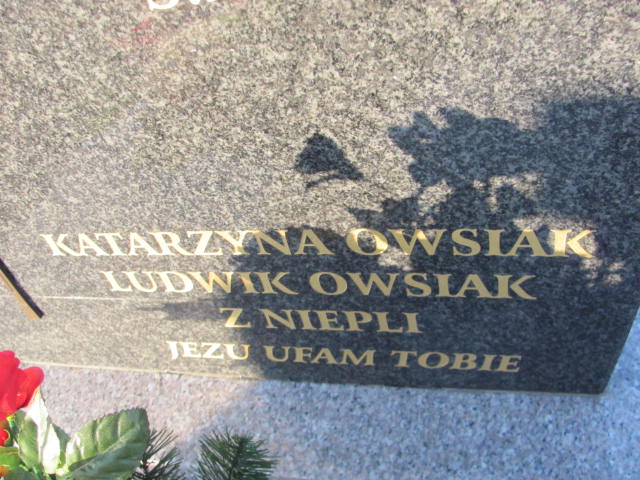 KATARZYNA OWSIAK
LUDWIK OWSIAK
Z NIEPLI
JEZU UFAM TOBIE